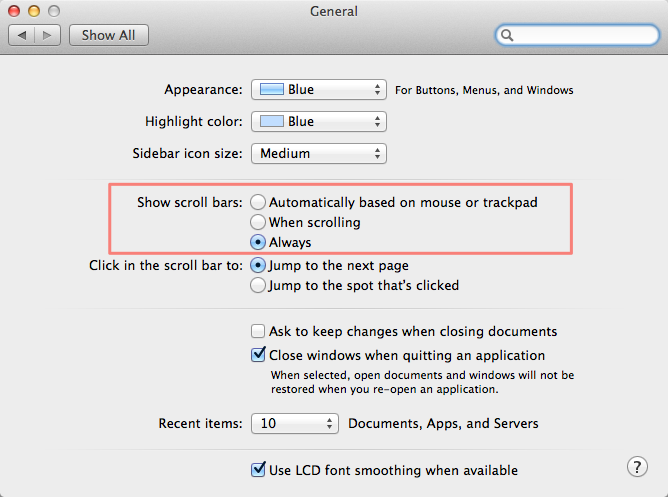 General
Show All
Appearance: Blue For Buttons, Menus, and Windows
Highlight color: Blue
Sidebar icon size: Medium
Show scroll bars: Automatically based on mouse or trackpad
When scrolling
Always
Click in the scroll bar to: Jump to the next page
Jump to the spot that's clicked
Ask to keep changes when closing documents
Close windows when quitting an application
When selected, open documents and windows will not be
restored when you re-open an application.
Recent items: 10 Documents, Apps, and Servers
Use LCD font smoothing when available
?